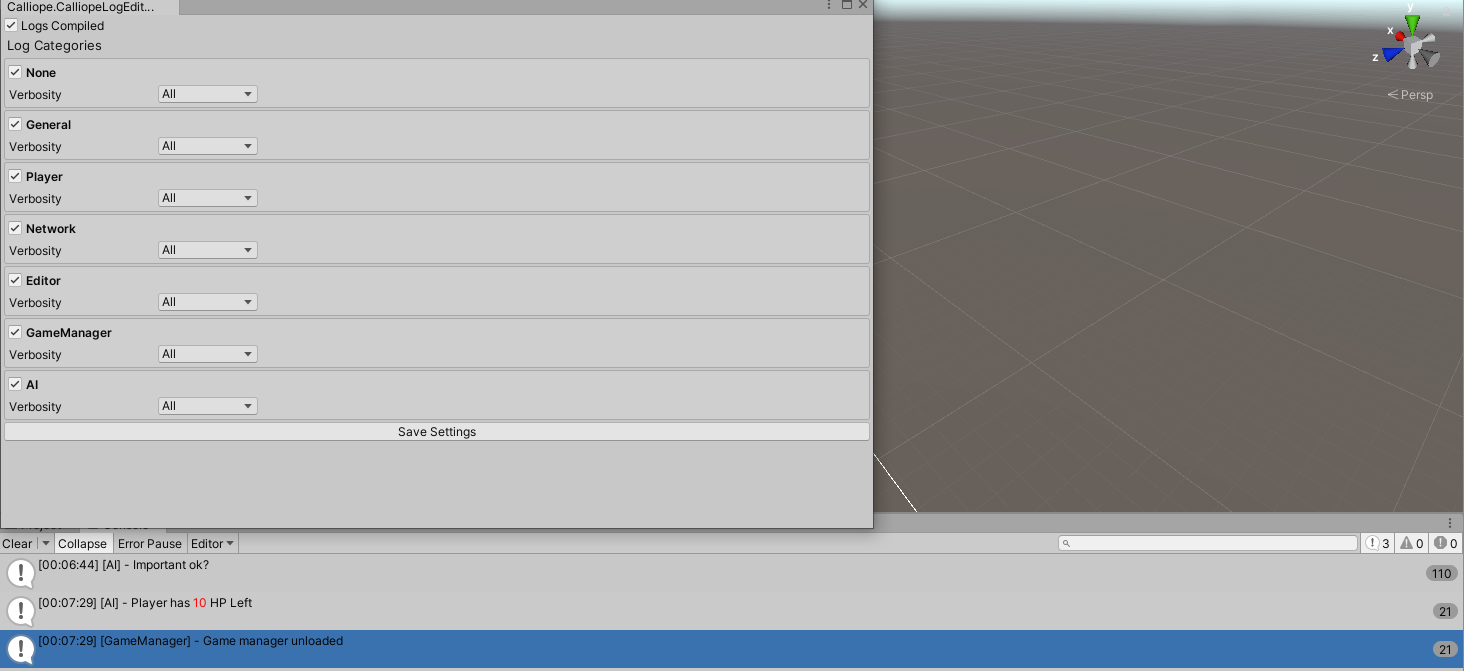 Calliope.CalliopeLogEdit...
Logs Compiled
Log Categories
None
Verbosity All
General
Verbosity All
Player
Verbosity All
Network
Verbosity All
Editor
Verbosity All
GameManager
Verbosity All
AI
Verbosity All
Save Settings
y
x
z
< Persp
Clear Collapse Error Pause Editor 3 0 0
[00:06:44] [AI] - Important ok? 110
[00:07:29] [AI] - Player has 10 HP Left 21
[00:07:29] [GameManager] - Game manager unloaded 21